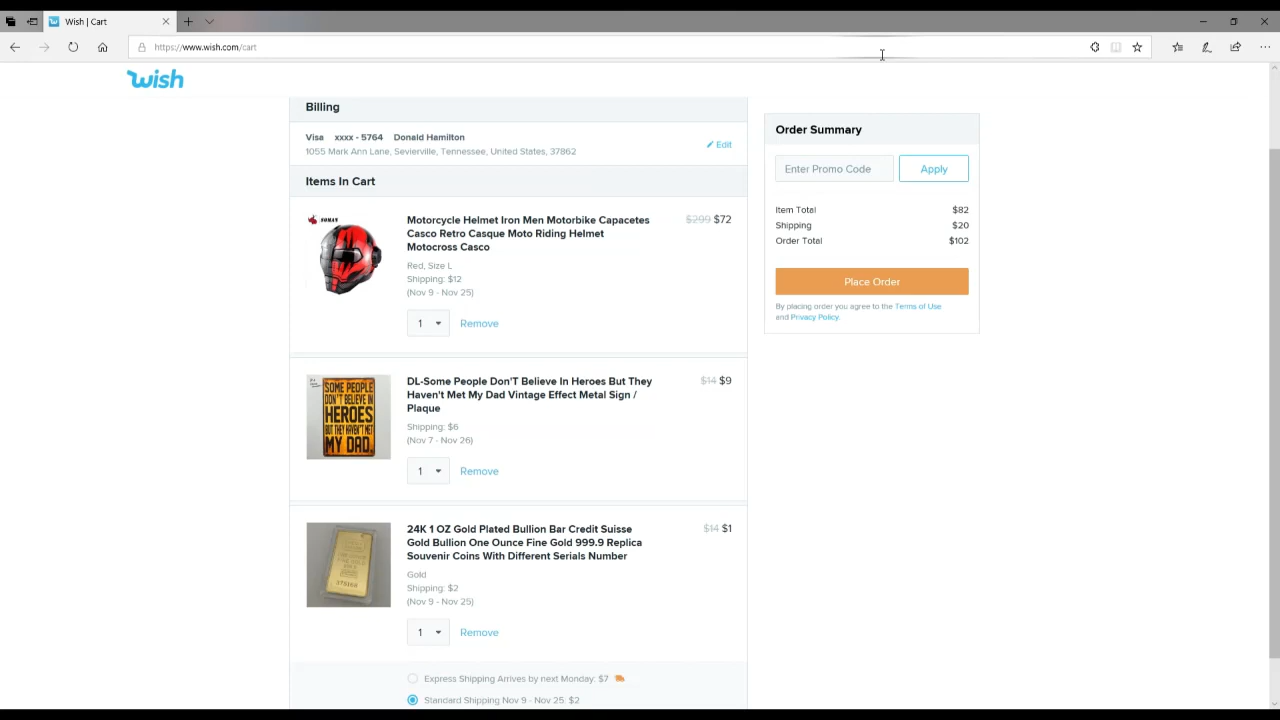 Wish | Cart
https://www.wish.com/cart
wish
Billing
Visa xxxx - 5764 Donald Hamilton
1055 Mark Ann Lane, Sevierville, Tennessee, United States, 37862
Edit
Items In Cart
Motorcycle Helmet Iron Men Motorbike Capacetes
Casco Retro Casque Moto Riding Helmet
Motocross Casco
$299 $72
Red, Size L
Shipping: $12
(Nov 9 - Nov 25)
1
Remove
SOME PEOPLE
DON'T BELIEVE IN
HEROES
BUT THEY HAVEN'T MET
MY DAD.
DL-Some People Don'T Believe In Heroes But They
Haven't Met My Dad Vintage Effect Metal Sign /
Plaque
$14 $9
Shipping: $6
(Nov 7 - Nov 26)
1
Remove
24K 1 OZ Gold Plated Bullion Bar Credit Suisse
Gold Bullion One Ounce Fine Gold 999.9 Replica
Souvenir Coins With Different Serials Number
$14 $1
Gold
Shipping: $2
(Nov 9 - Nov 25)
1
Remove
Express Shipping Arrives by next Monday: $7
Standard Shipping Nov 9 - Nov 25: $2
Order Summary
Enter Promo Code
Apply
Item Total $82
Shipping $20
Order Total $102
Place Order
By placing order you agree to the Terms of Use
and Privacy Policy.